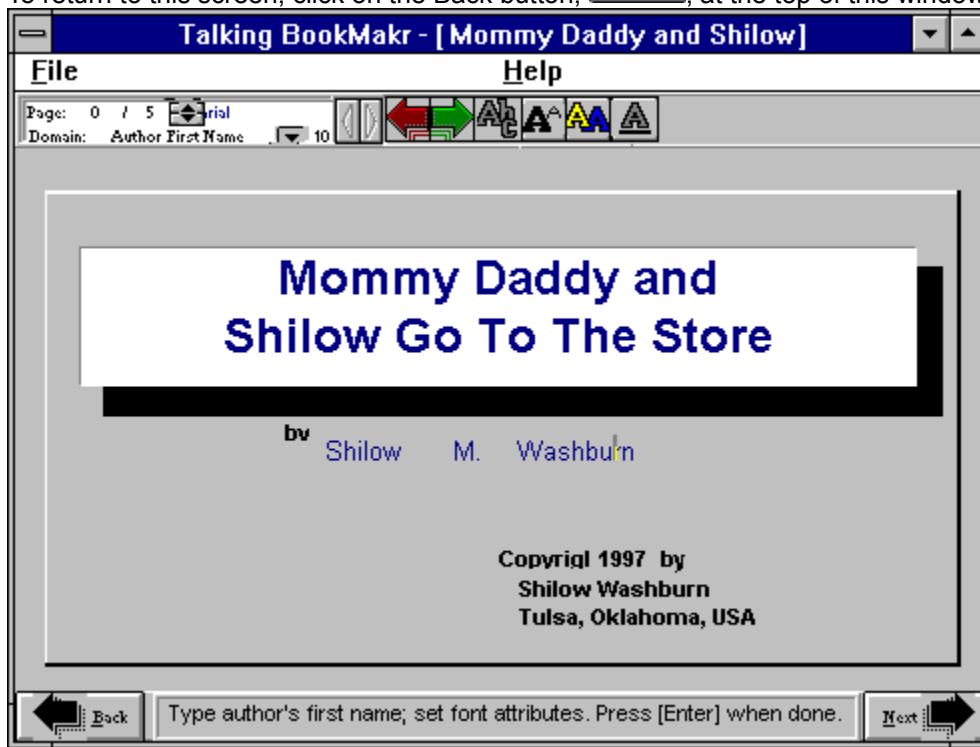 To return to this screen, click on the Back button, , at the top of this window
Talking BookMakr - [Mommy Daddy and Shilow]
File Help
Page: 0 / 5 rial
Domain: Author First Name 10
Mommy Daddy and
Shilow Go To The Store
by
Shilow M. Washburn
Copyrigl 1997 by
Shilow Washburn
Tulsa, Oklahoma, USA
Back Type author's first name; set font attributes. Press [Enter] when done. Next